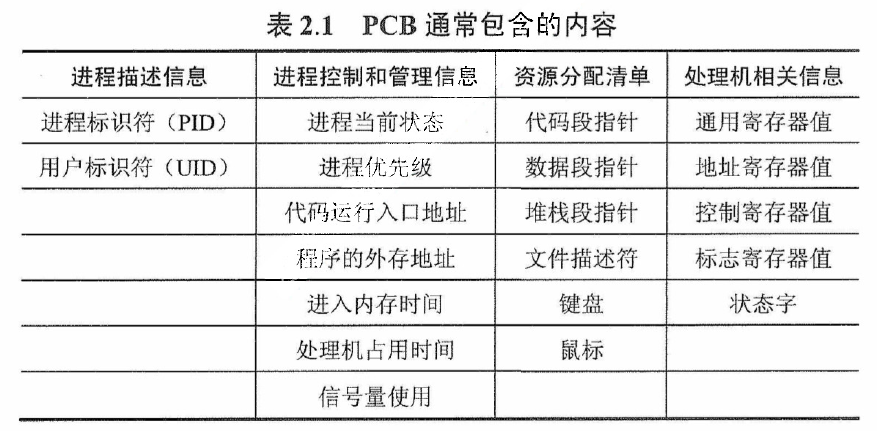 表 2.1 PCB 通常包含的内容
进程描述信息 进程控制和管理信息 资源分配清单 处理机相关信息
进程标识符（PID） 进程当前状态 代码段指针 通用寄存器值
用户标识符（UID） 进程优先级 数据段指针 地址寄存器值
代码运行入口地址 堆栈段指针 控制寄存器值
程序的外存地址 文件描述符 标志寄存器值
进入内存时间 键盘 状态字
处理机占用时间 鼠标
信号量使用